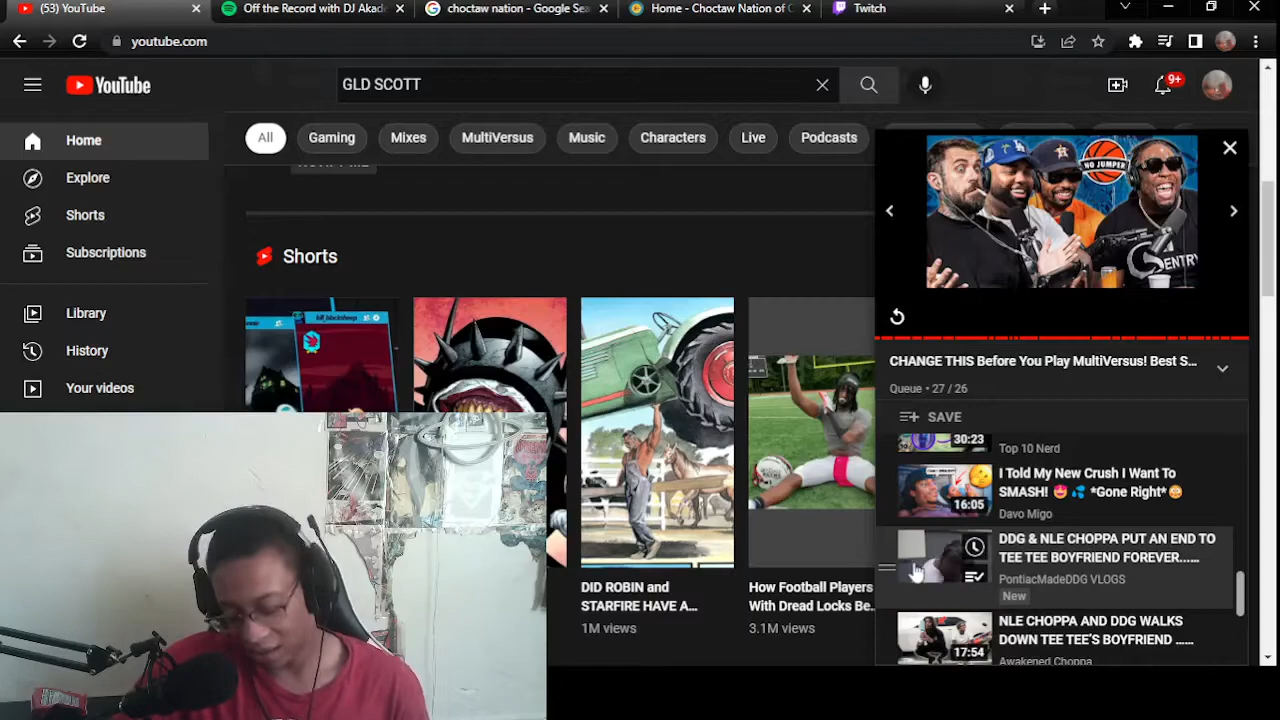 (53) YouTube
Off the Record with DJ Akade
choctaw nation - Google Sea
Home - Choctaw Nation of O
Twitch
youtube.com
YouTube
GLD SCOTT
9+
Home
Explore
Shorts
Subscriptions
Library
History
Your videos
All
Gaming
Mixes
MultiVersus
Music
Characters
Live
Podcasts
Shorts
DID ROBIN and
STARFIRE HAVE A...
1M views
How Football Players
With Dread Locks Be...
3.1M views
NO JUMPER
ENTRY
CHANGE THIS Before You Play MultiVersus! Best S...
Queue • 27 / 26
SAVE
30:23
Top 10 Nerd
I Told My New Crush I Want To
SMASH! 🤩 💦 *Gone Right*😳
16:05
Davo Migo
DDG & NLE CHOPPA PUT AN END TO
TEE TEE BOYFRIEND FOREVER......
PontiacMadeDDG VLOGS
New
NLE CHOPPA AND DDG WALKS
DOWN TEE TEE'S BOYFRIEND ......
17:54
Awakened Choppa